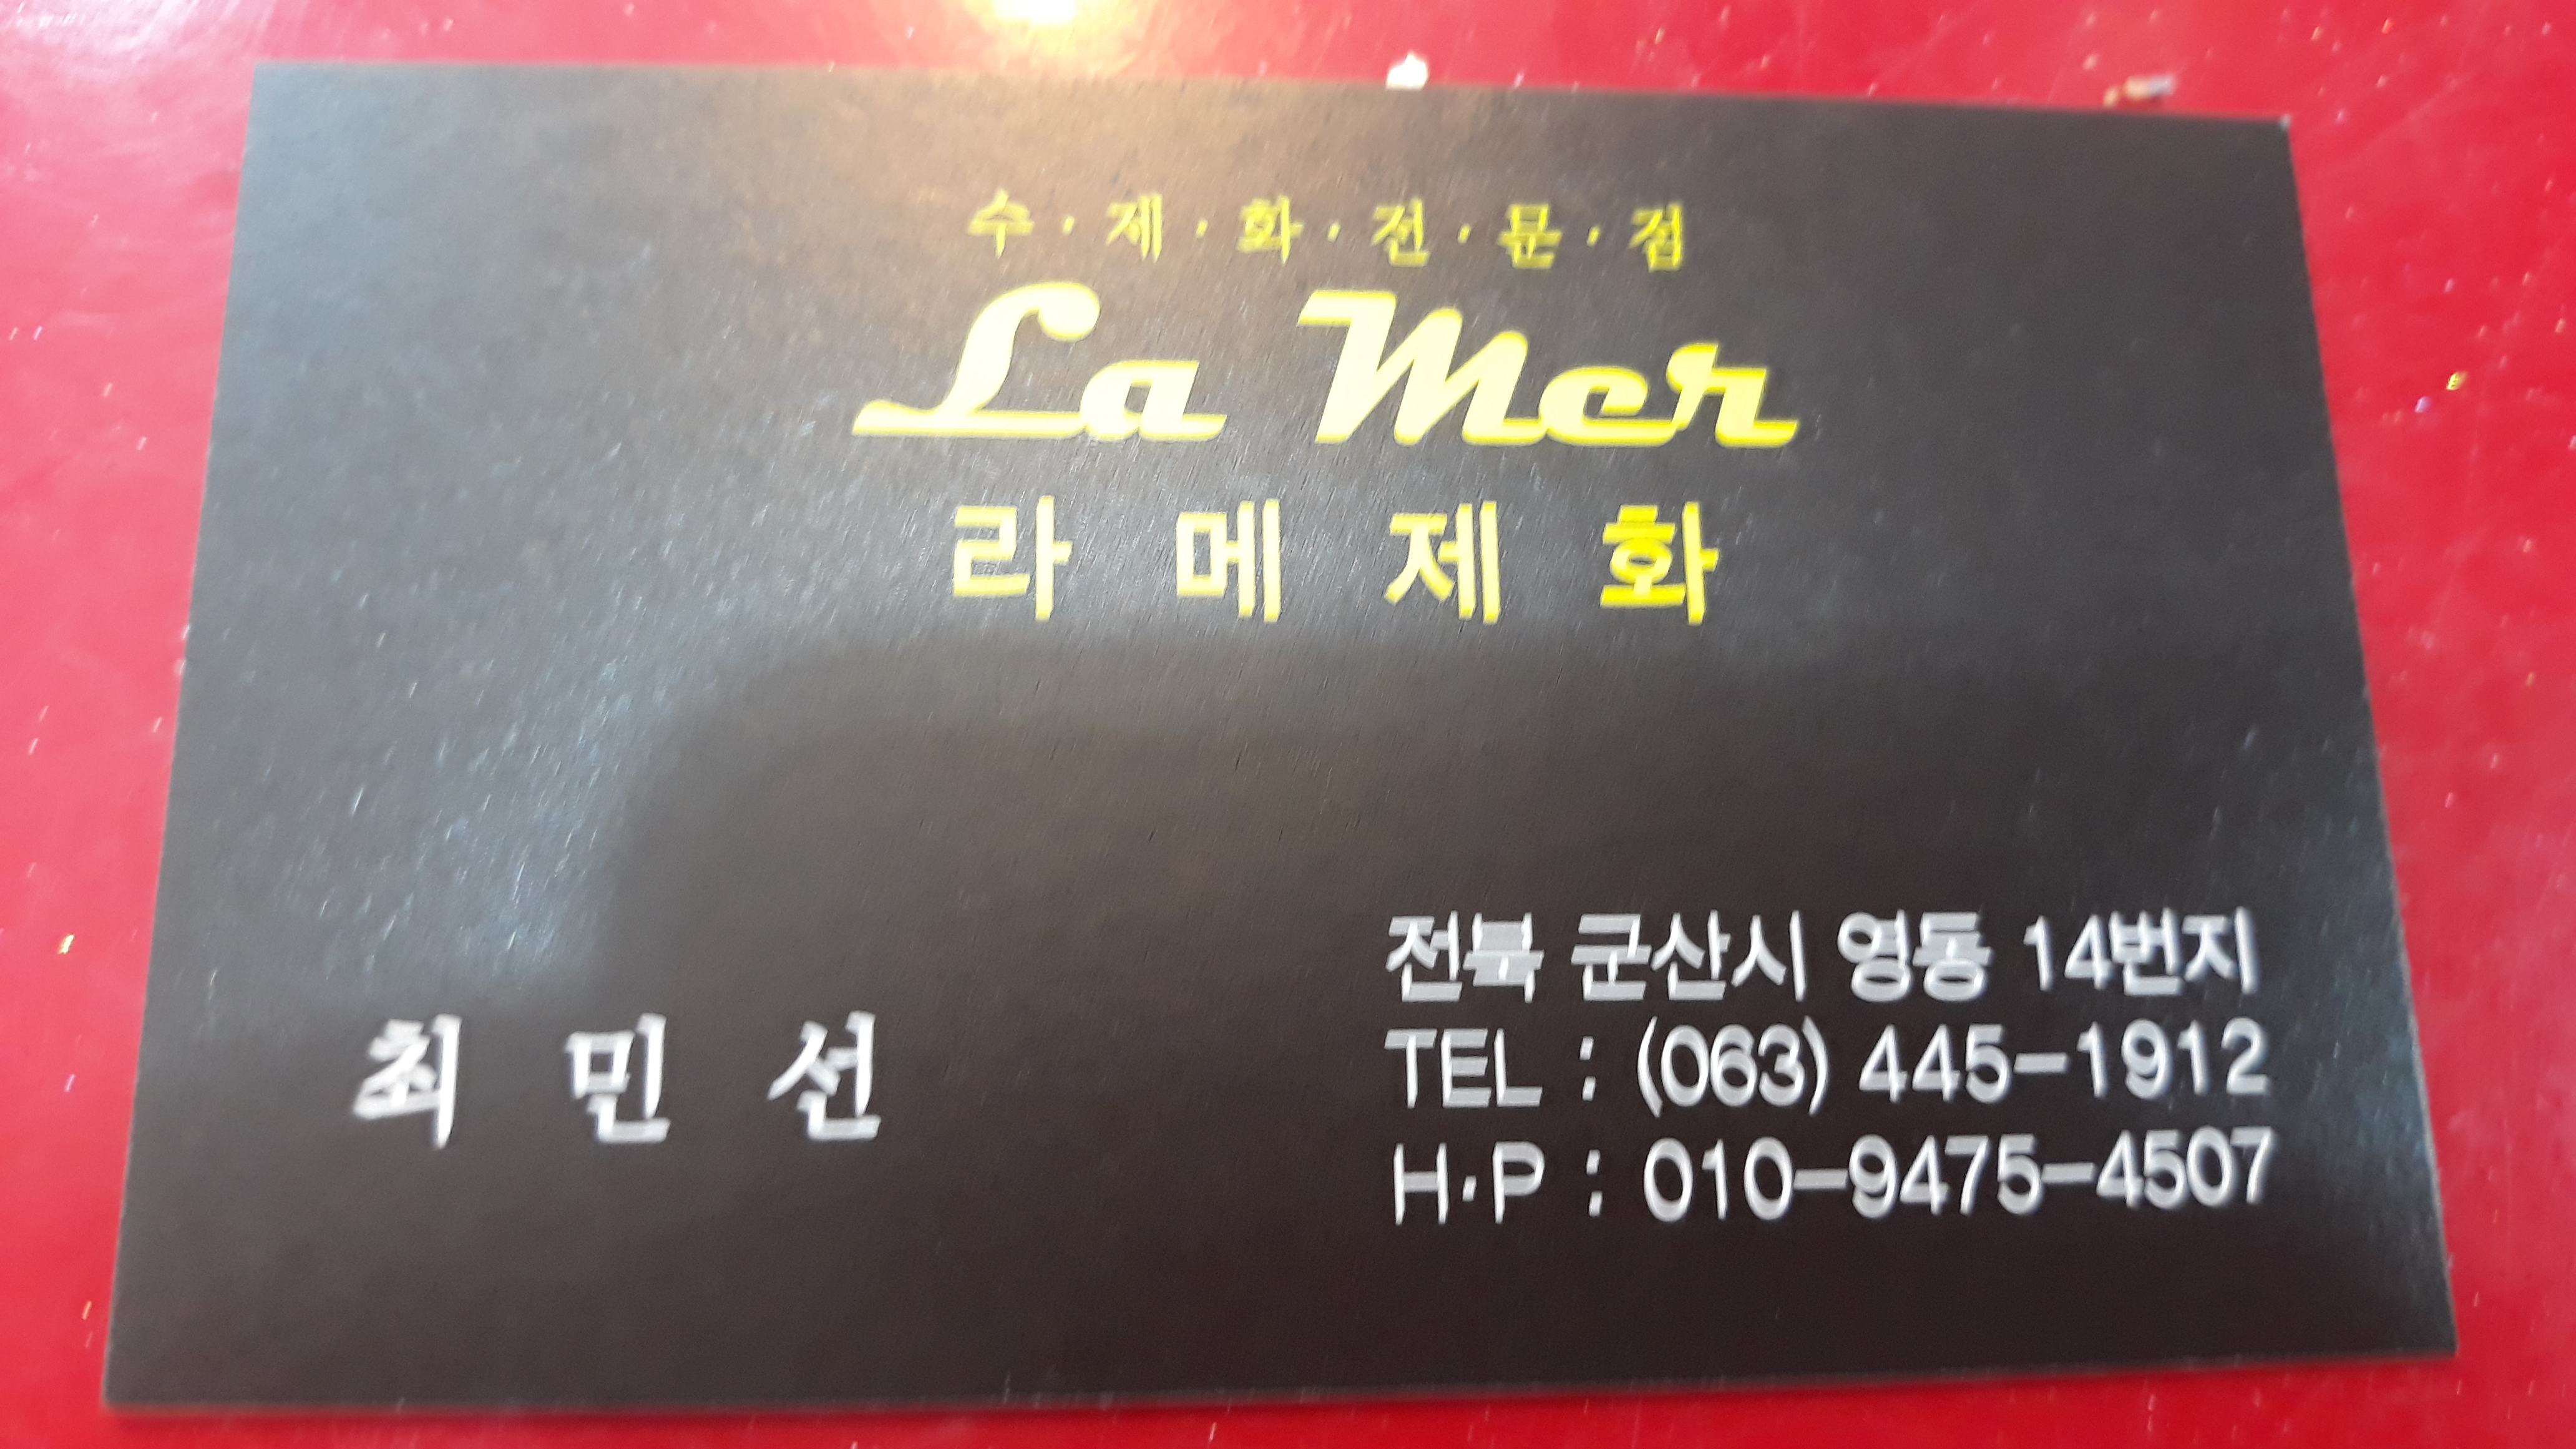 수·제·화·전·문·점
La Mer
라 메 제 화
최 민 선
전북 군산시 영동 14번지
TEL : (063) 445-1912
H·P : 010-9475-4507